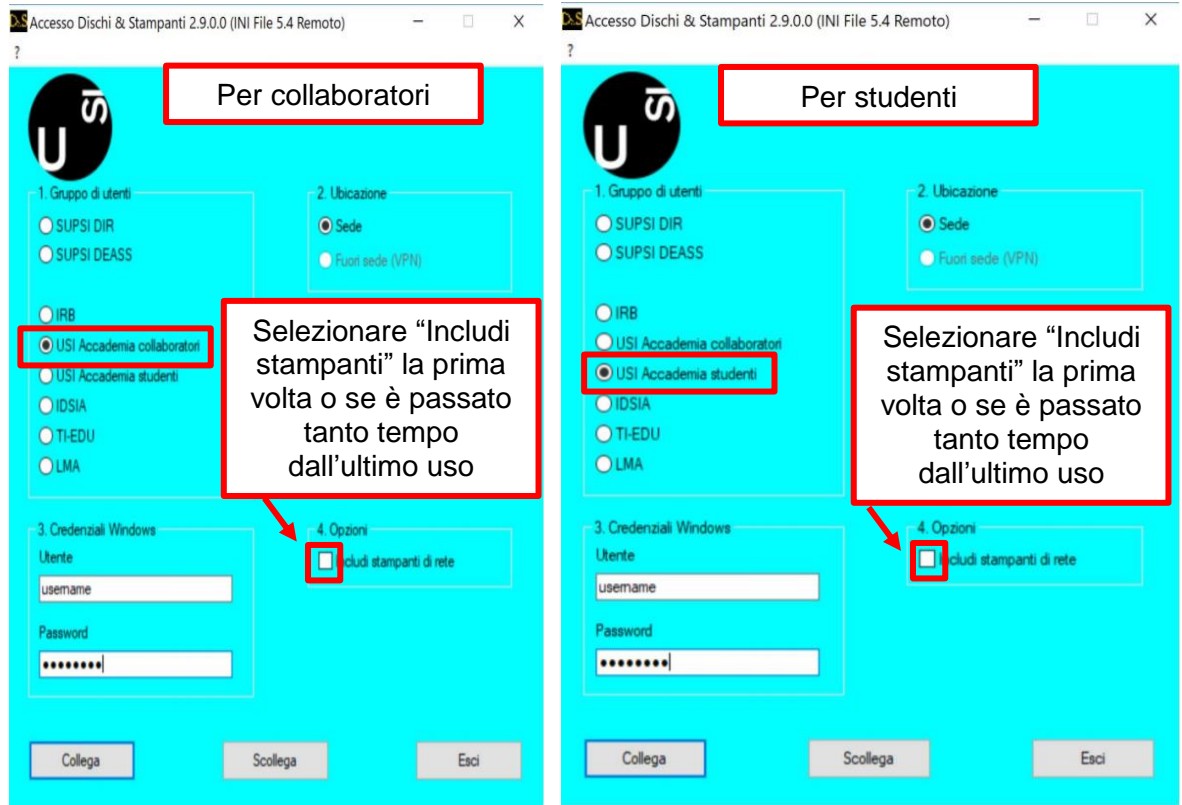 D&S Accesso Dischi & Stampanti 2.9.0.0 (INI File 5.4 Remoto)
?
Per collaboratori
U SI
1. Gruppo di utenti
SUPSI DIR
SUPSI DEASS
IRB
USI Accademia collaboratori
USI Accademia studenti
IDSIA
TI-EDU
LMA
2. Ubicazione
Sede
Fuori sede (VPN)
Selezionare “Includi
stampanti” la prima
volta o se è passato
tanto tempo
dall’ultimo uso
3. Credenziali Windows
Utente
username
Password
4. Opzioni
Includi stampanti di rete
Collega
Scollega
Esci
D&S Accesso Dischi & Stampanti 2.9.0.0 (INI File 5.4 Remoto)
?
Per studenti
U SI
1. Gruppo di utenti
SUPSI DIR
SUPSI DEASS
IRB
USI Accademia collaboratori
USI Accademia studenti
IDSIA
TI-EDU
LMA
2. Ubicazione
Sede
Fuori sede (VPN)
Selezionare “Includi
stampanti” la prima
volta o se è passato
tanto tempo
dall’ultimo uso
3. Credenziali Windows
Utente
username
Password
4. Opzioni
Includi stampanti di rete
Collega
Scollega
Esci